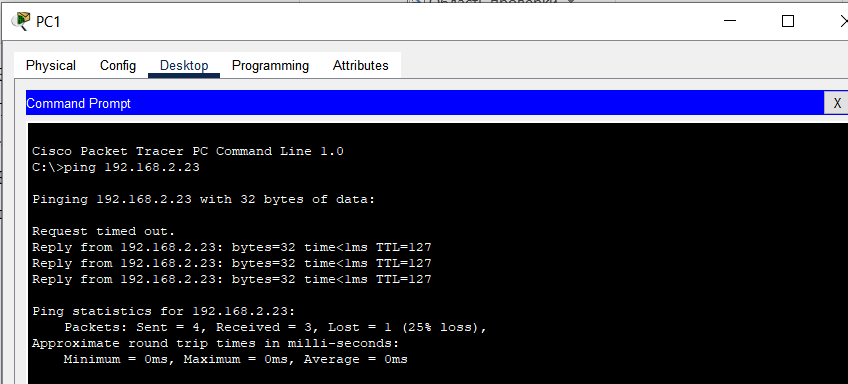 Область проверки
PC1
Physical Config Desktop Programming Attributes
Command Prompt X
Cisco Packet Tracer PC Command Line 1.0
C:\>ping 192.168.2.23
Pinging 192.168.2.23 with 32 bytes of data:
Request timed out.
Reply from 192.168.2.23: bytes=32 time<1ms TTL=127
Reply from 192.168.2.23: bytes=32 time<1ms TTL=127
Reply from 192.168.2.23: bytes=32 time<1ms TTL=127
Ping statistics for 192.168.2.23:
Packets: Sent = 4, Received = 3, Lost = 1 (25% loss),
Approximate round trip times in milli-seconds:
Minimum = 0ms, Maximum = 0ms, Average = 0ms